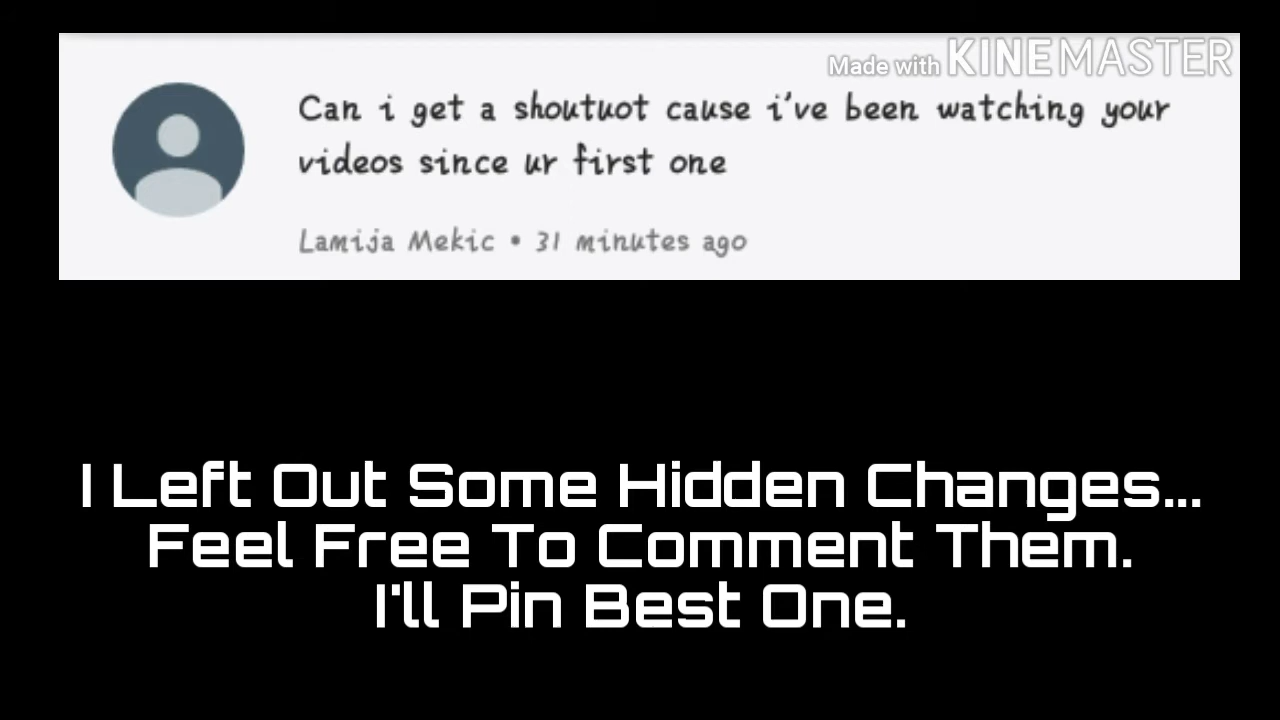 Made with KINEMASTER
Can i get a shoutuot cause i've been watching your
videos since ur first one
Lamija Mekic • 31 minutes ago
I Left Out Some Hidden Changes...
Feel Free To Comment Them.
I'll Pin Best One.